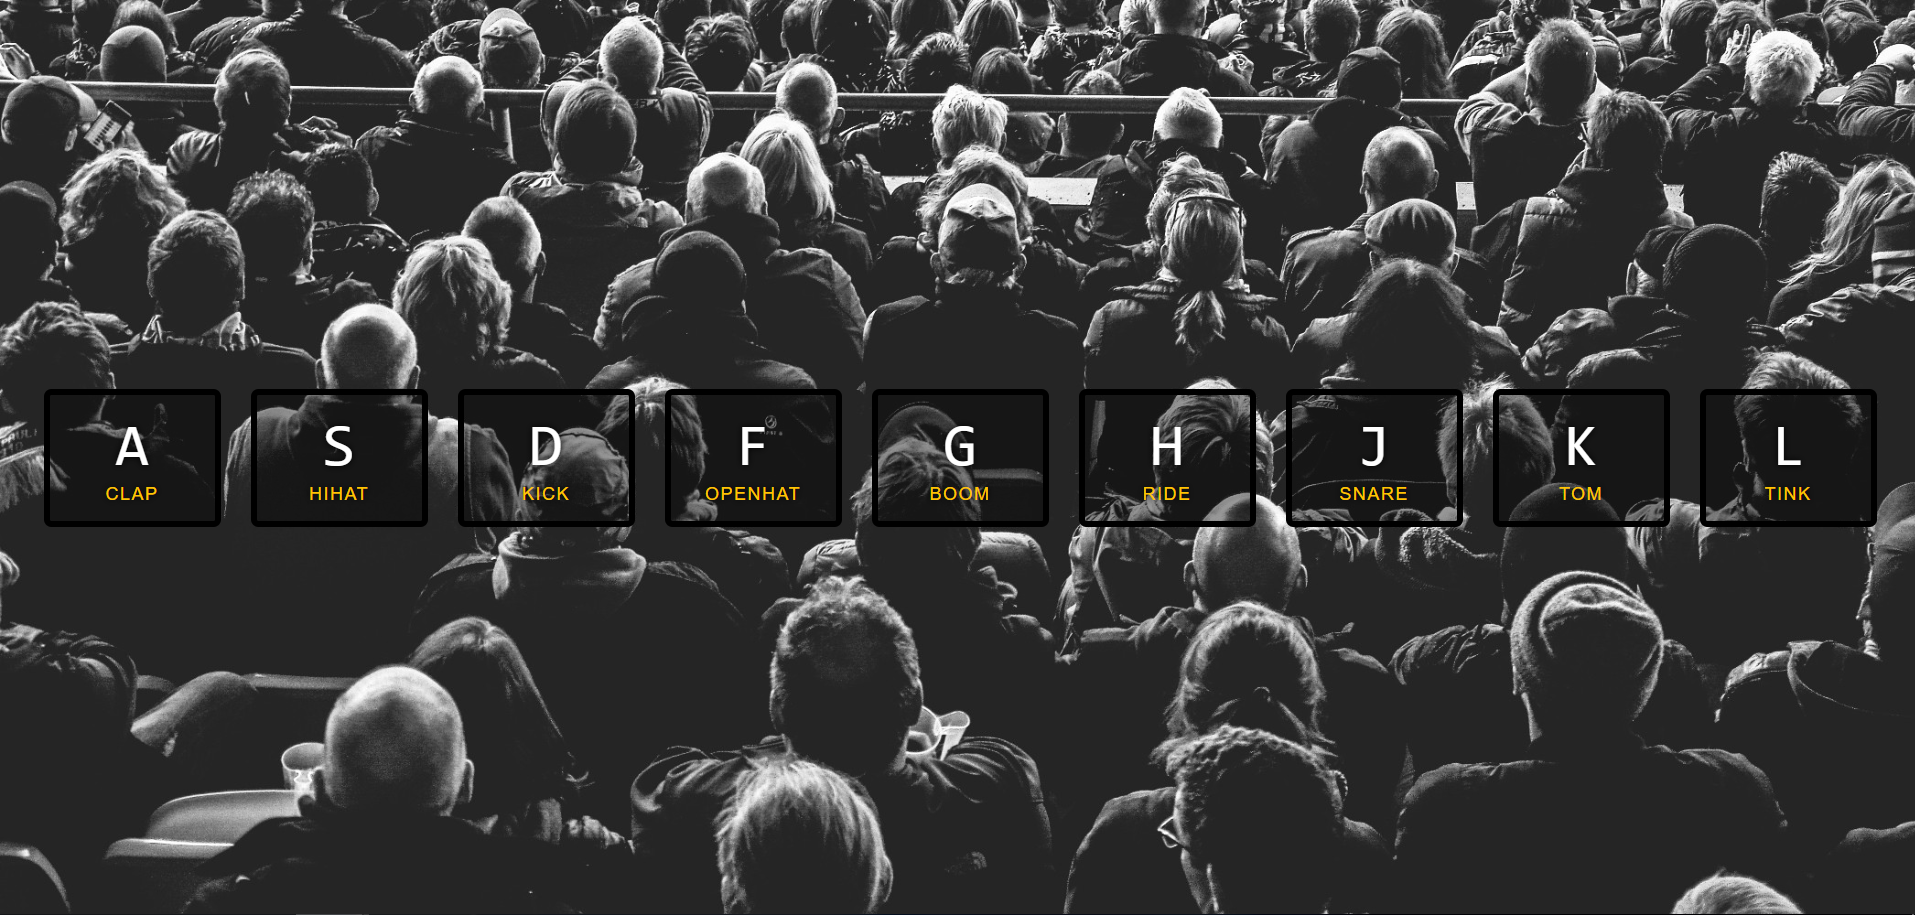 A
CLAP
S
HIHAT
D
KICK
F
OPENHAT
G
BOOM
H
RIDE
J
SNARE
K
TOM
L
TINK